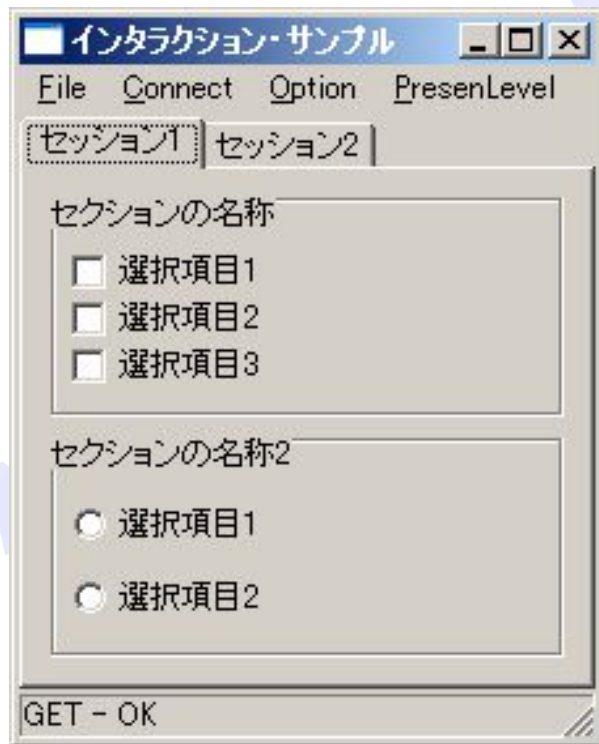 インタラクション・サンプル
File Connect Option PresenLevel
セッション1 セッション2
セクションの名称
選択項目1
選択項目2
選択項目3
セクションの名称2
選択項目1
選択項目2
GET - OK